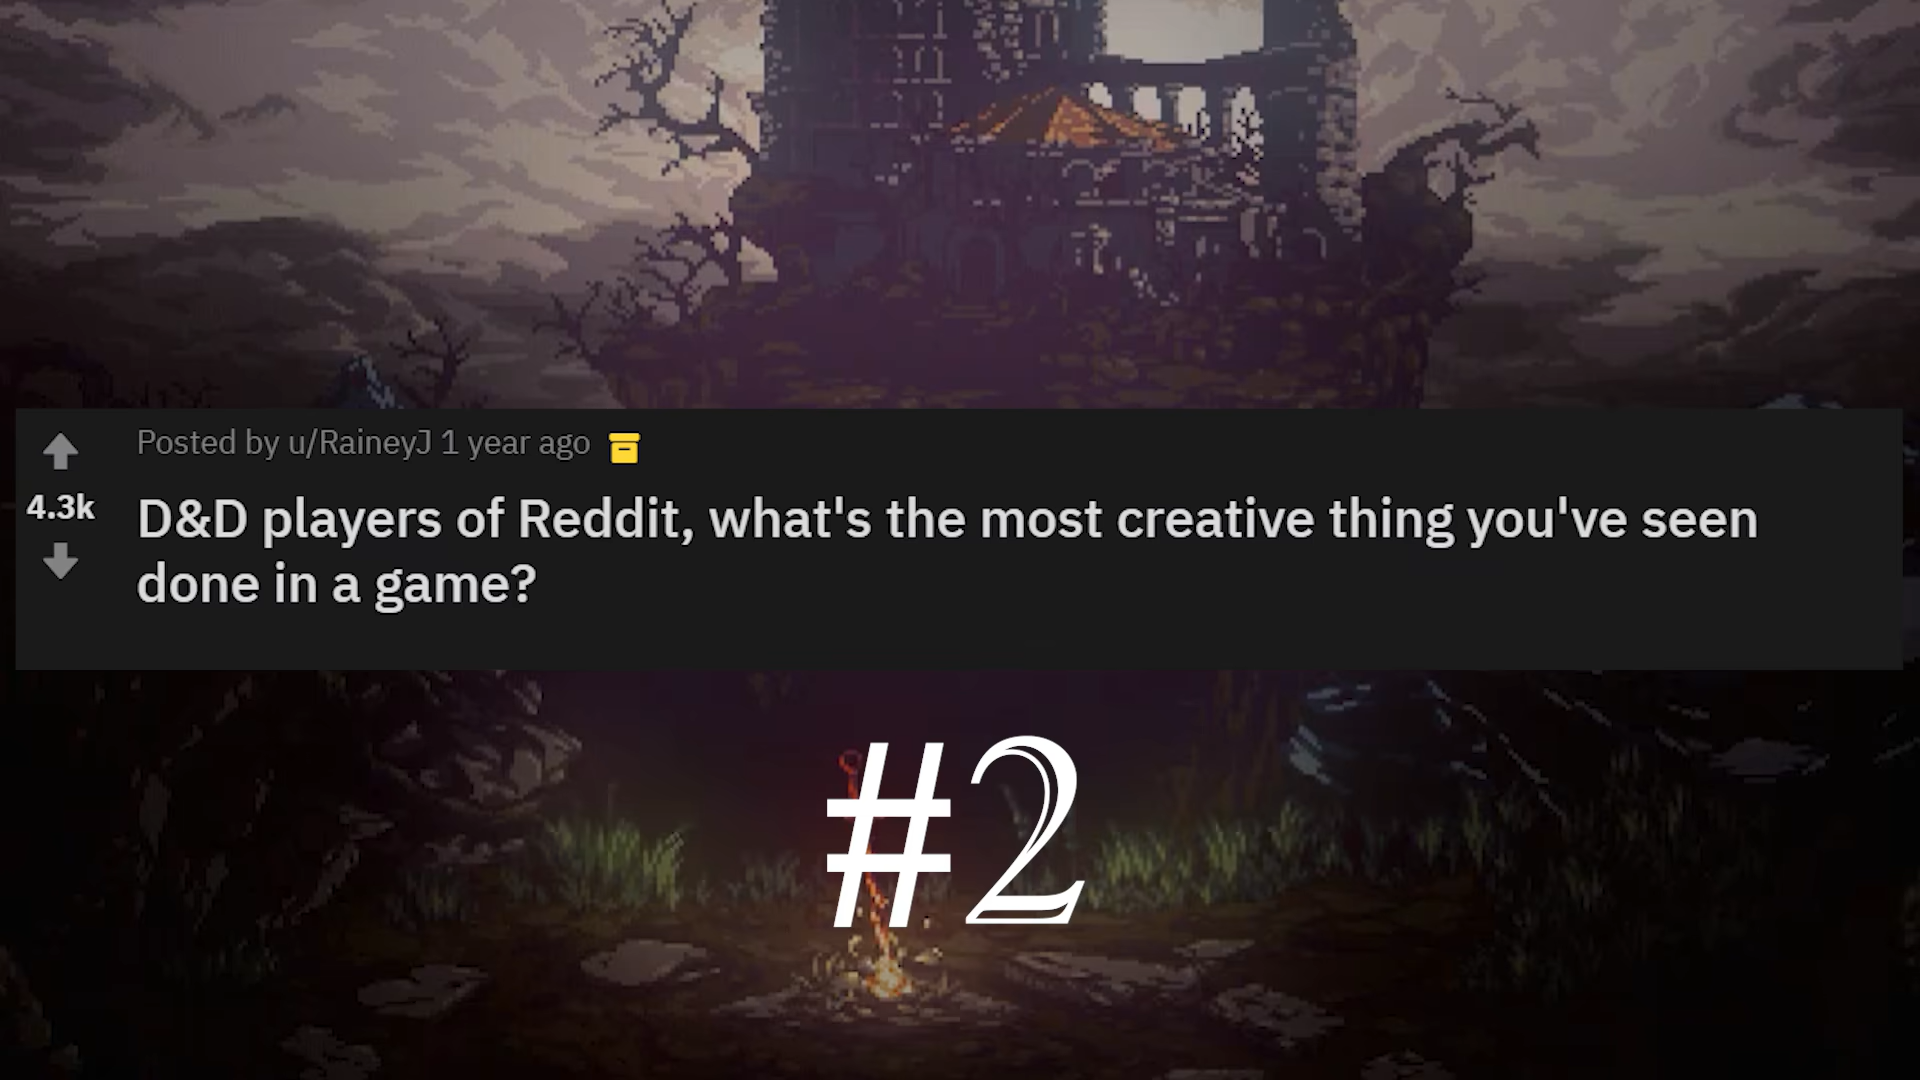 Posted by u/RaineyJ 1 year ago
4.3k
D&D players of Reddit, what's the most creative thing you've seen
done in a game?
#2